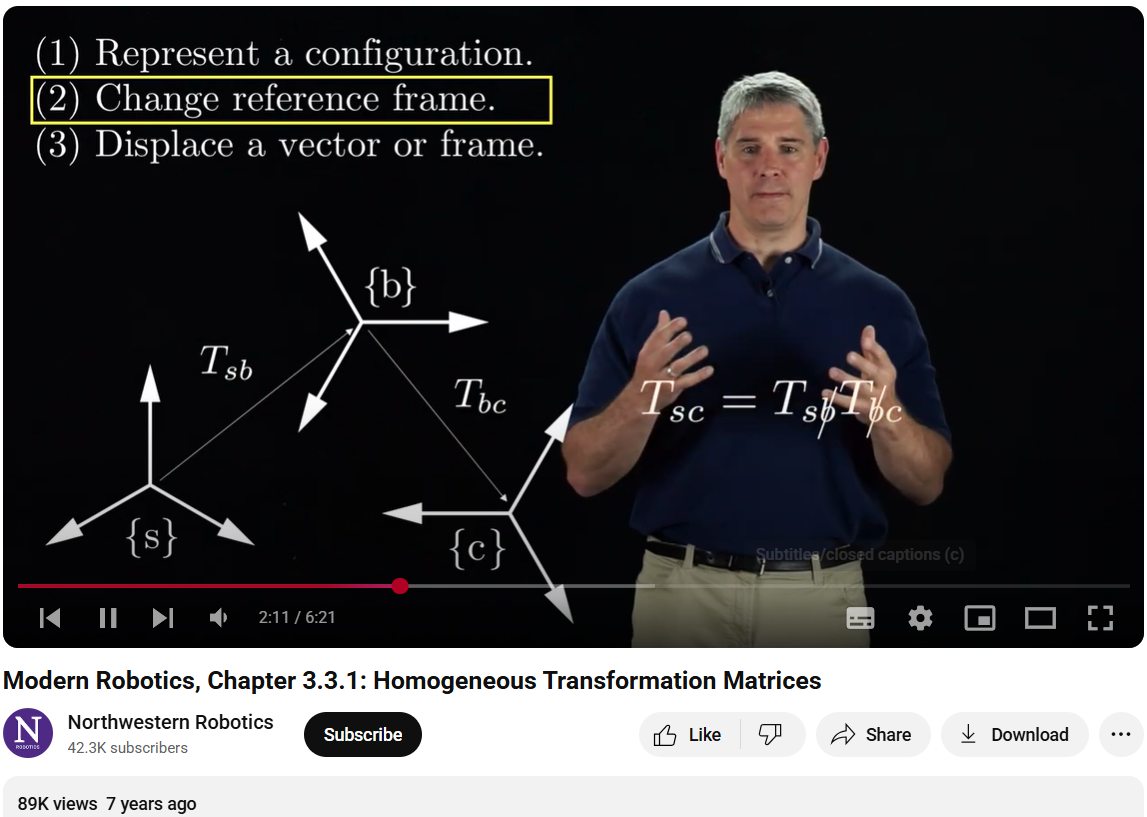 (1) Represent a configuration.
(2) Change reference frame.
(3) Displace a vector or frame.
{b}
T_{sb}
T_{bc}
T_{sc} = T_{sb}T_{bc}
{s}
{c}
Subtitles/closed captions (c)
2:11 / 6:21
Modern Robotics, Chapter 3.3.1: Homogeneous Transformation Matrices
N
ROBOTICS
Northwestern Robotics
42.3K subscribers
Subscribe
Like
Share
Download
89K views 7 years ago